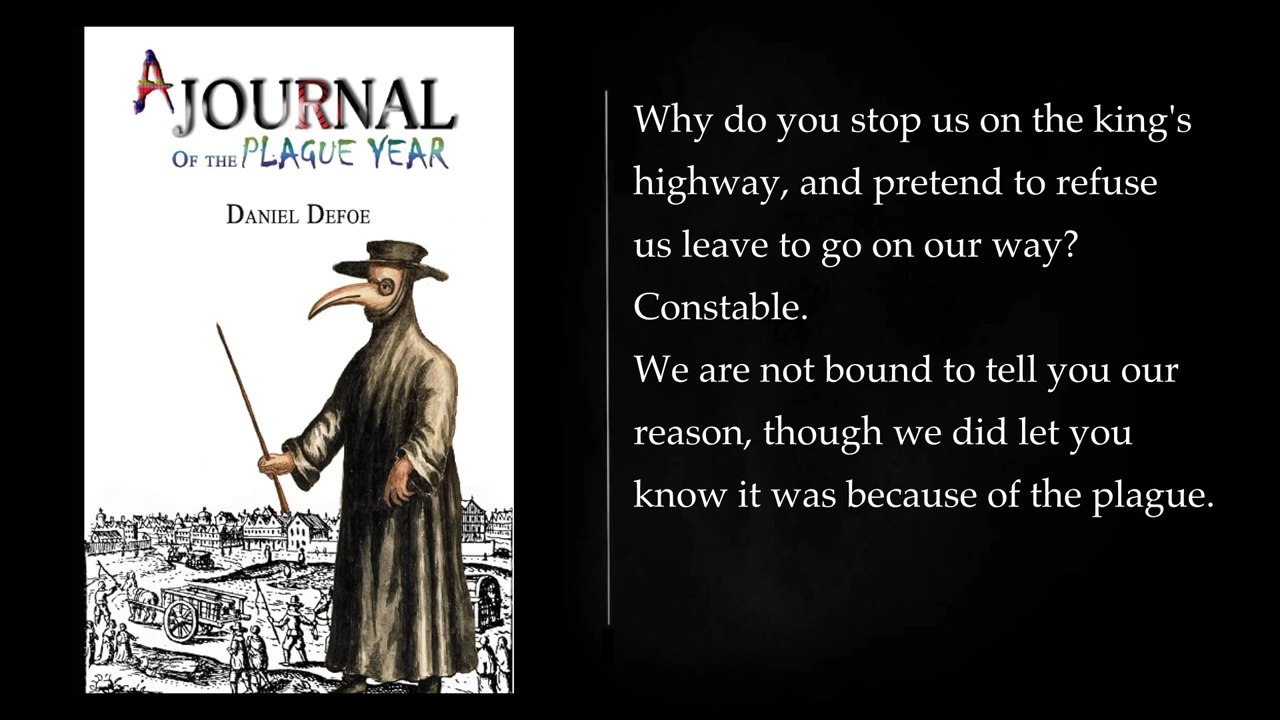 A JOURNAL
OF THE PLAGUE YEAR
DANIEL DEFOE
Why do you stop us on the king's
highway, and pretend to refuse
us leave to go on our way?
Constable.
We are not bound to tell you our
reason, though we did let you
know it was because of the plague.